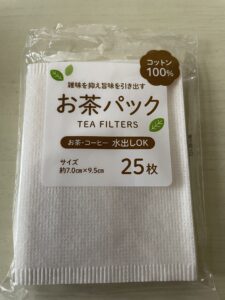 コットン
100%
雑味を抑え旨味を引き出す
お茶パック
TEA FILTERS
お茶・コーヒー 水出しOK
サイズ
約7.0cm×9.5cm
25枚